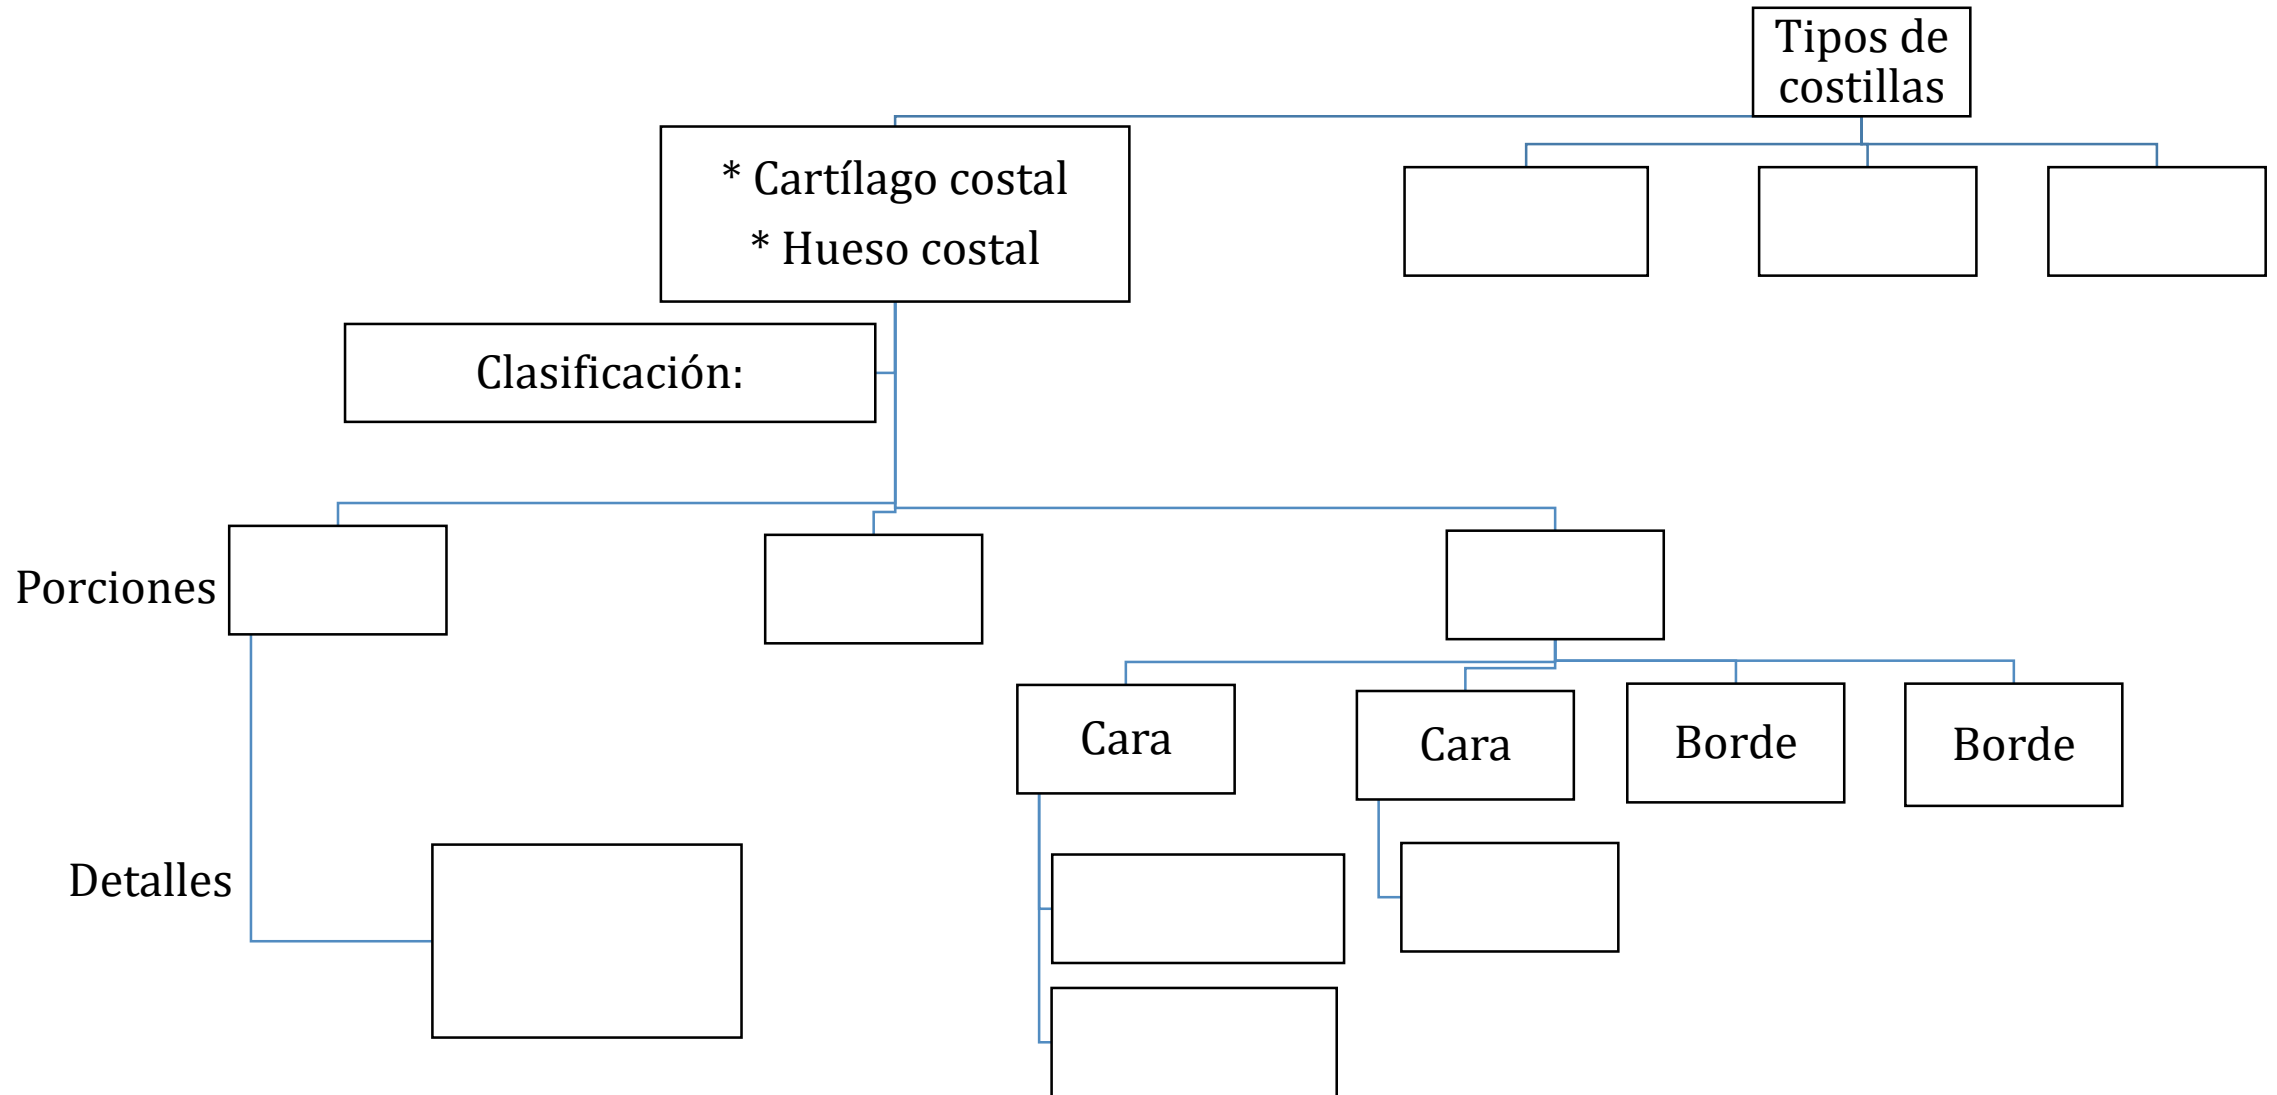 Tipos de
costillas
* Cartílago costal
* Hueso costal
Clasificación:
Porciones
Cara
Cara
Borde
Borde
Detalles